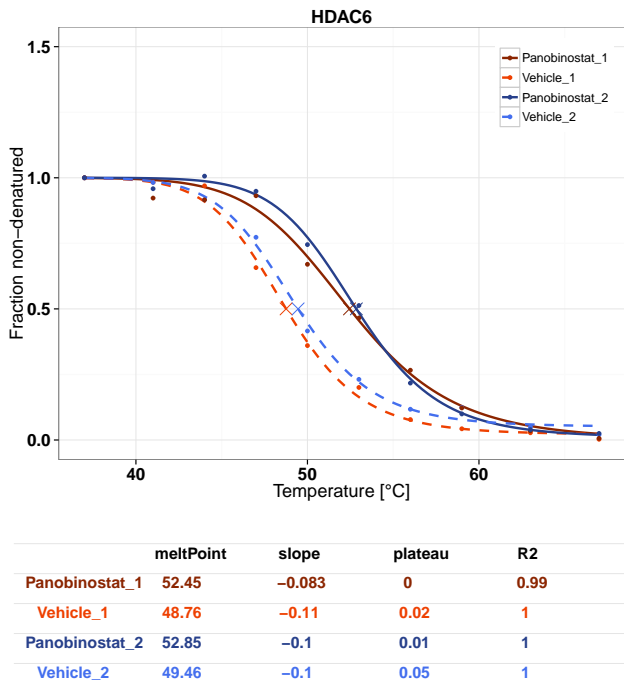 HDAC6
1.5
1.0
0.5
0.0
Fraction non−denatured
Panobinostat_1
Vehicle_1
Panobinostat_2
Vehicle_2
40 50 60
Temperature [°C]
meltPoint slope plateau R2
Panobinostat_1 52.45 −0.083 0 0.99
Vehicle_1 48.76 −0.11 0.02 1
Panobinostat_2 52.85 −0.1 0.01 1
Vehicle_2 49.46 −0.1 0.05 1